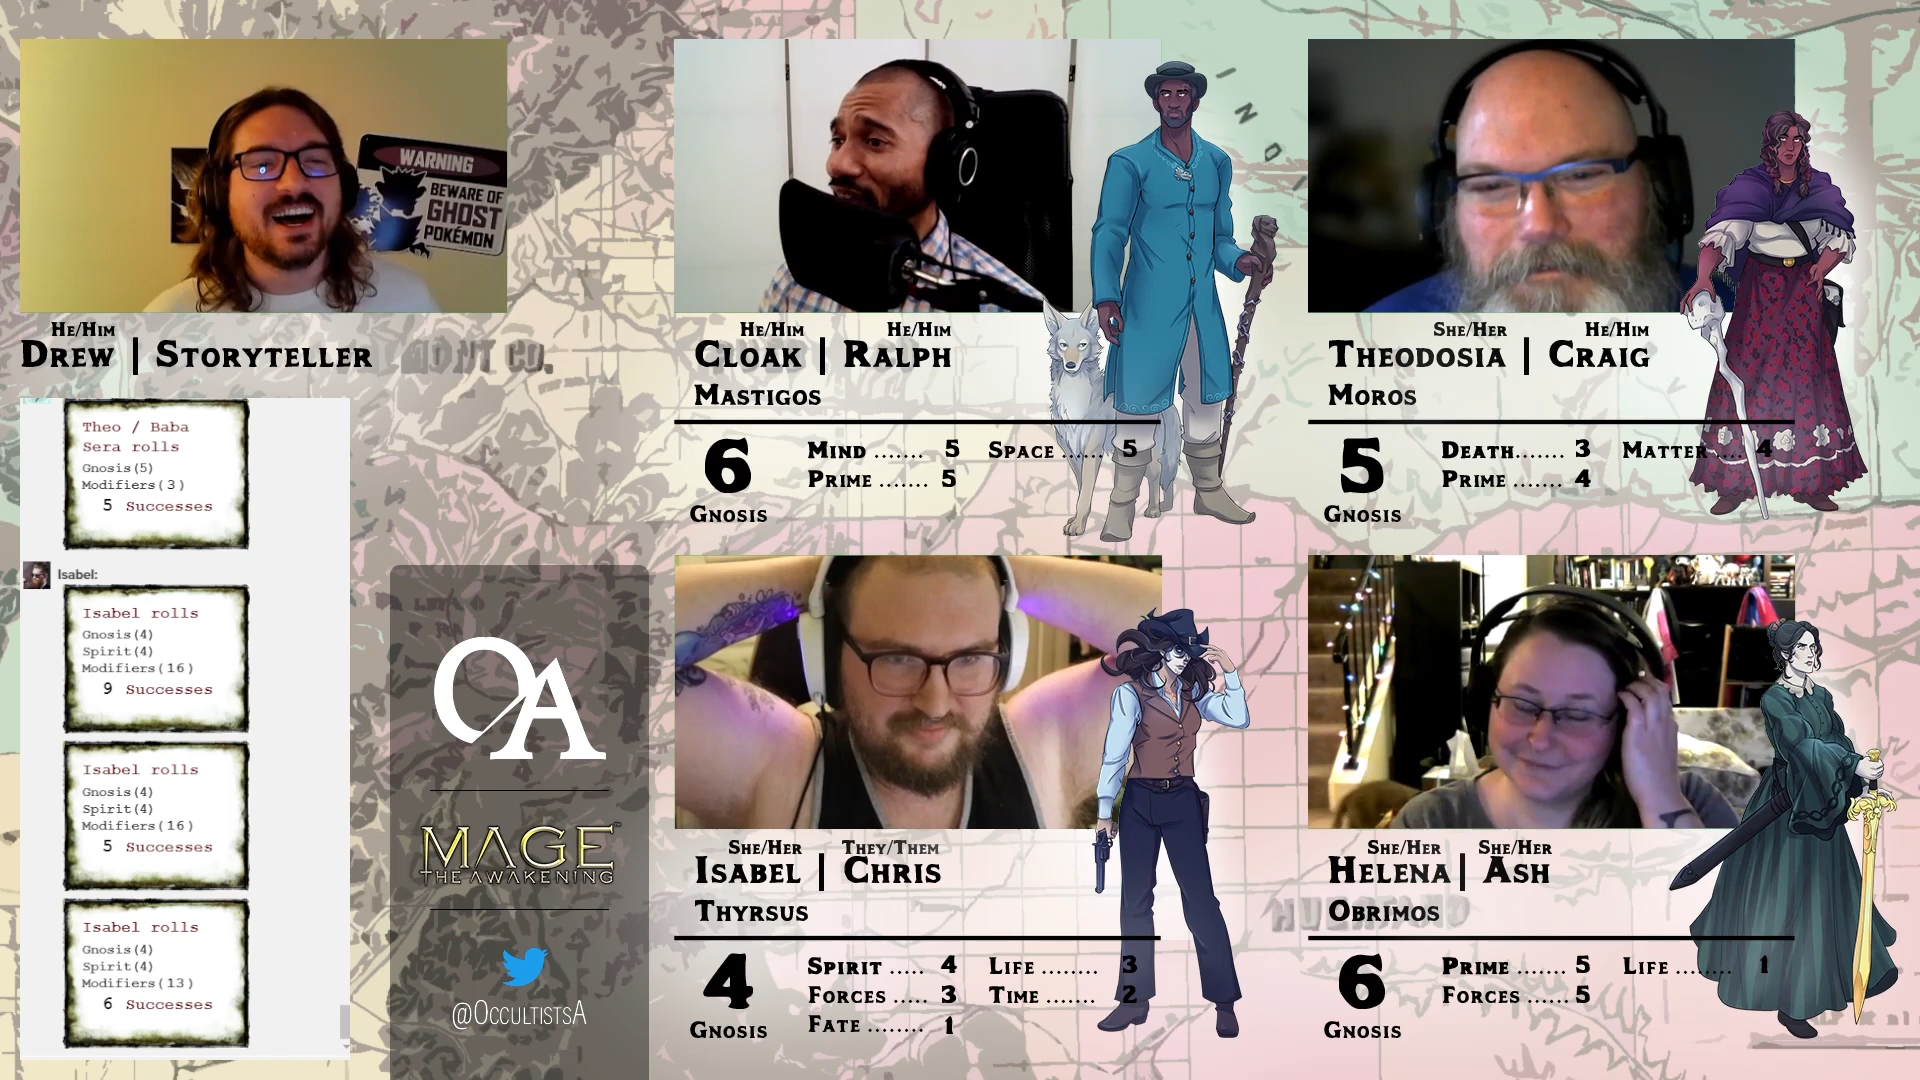 WARNING
BEWARE OF
GHOST
POKÉMON
He/Him
Drew | Storyteller
MONT CO.
He/Him He/Him
Cloak | Ralph
Mastigos
6
Gnosis
Mind ....... 5 Space ...... 5
Prime ....... 5
INDI
She/Her He/Him
Theodosia | Craig
Moros
5
Gnosis
Death....... 3 Matter .... 4
Prime ....... 4
Theo / Baba
Sera rolls
Gnosis(5)
Modifiers(3)
5 Successes
Isabel:
Isabel rolls
Gnosis(4)
Spirit(4)
Modifiers(16)
9 Successes
Isabel rolls
Gnosis(4)
Spirit(4)
Modifiers(16)
5 Successes
Isabel rolls
Gnosis(4)
Spirit(4)
Modifiers(13)
6 Successes
OA
MAGE™
THE AWAKENING
@OccultistsA
She/Her They/Them
Isabel | Chris
Thyrsus
4
Gnosis
Spirit ..... 4 Life ........ 3
Forces ..... 3 Time ....... 2
Fate ........ 1
She/Her She/Her
Helena | Ash
Obrimos
6
Gnosis
Prime ....... 5 Life ........ 1
Forces ...... 5